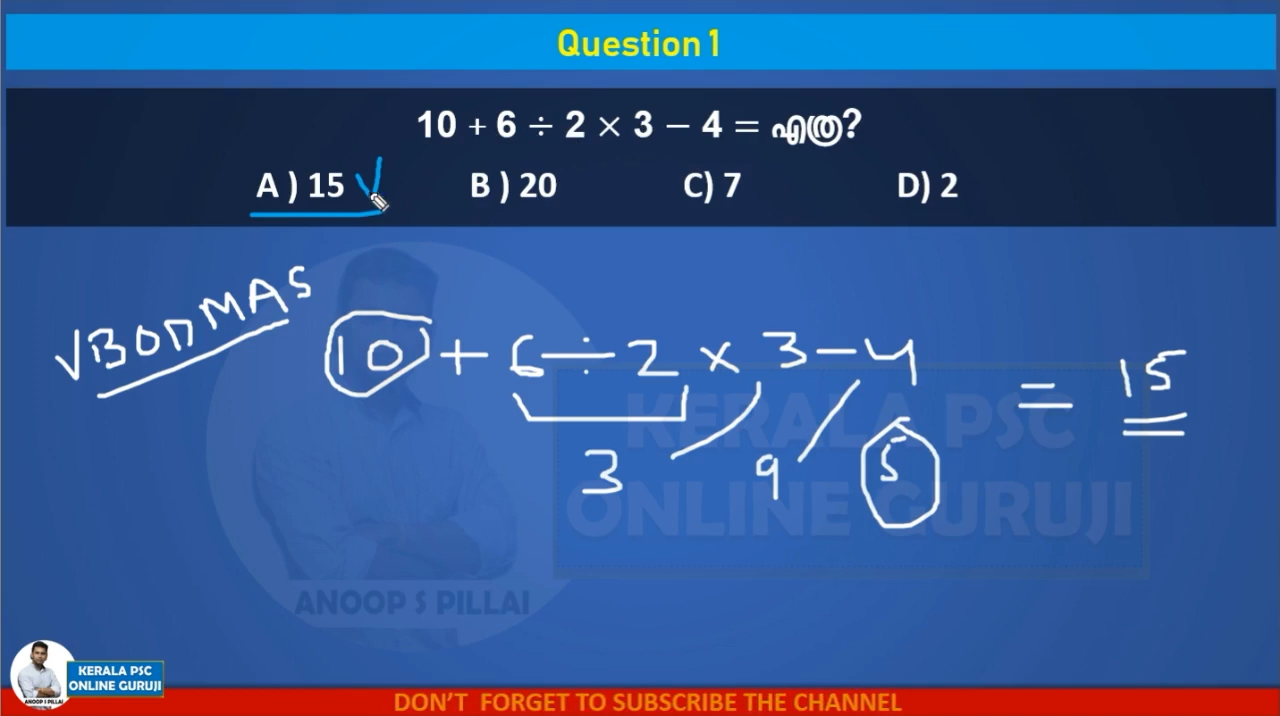 Question 1
10 + 6 ÷ 2 × 3 − 4 = എത്ര?
A ) 15 B ) 20 C) 7 D) 2
VBODMAS
10 + 6 ÷ 2 × 3 − 4 = 15
3 9 5
KERALA PSC
ONLINE GURUJI
ANOOP S PILLAI
KERALA PSC
ONLINE GURUJI
ANOOP S PILLAI
DON'T FORGET TO SUBSCRIBE THE CHANNEL